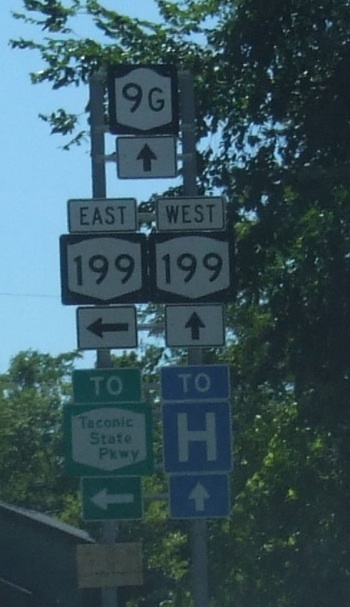 9G
EAST WEST
199 199
TO TO
Taconic
State
Pkwy
H